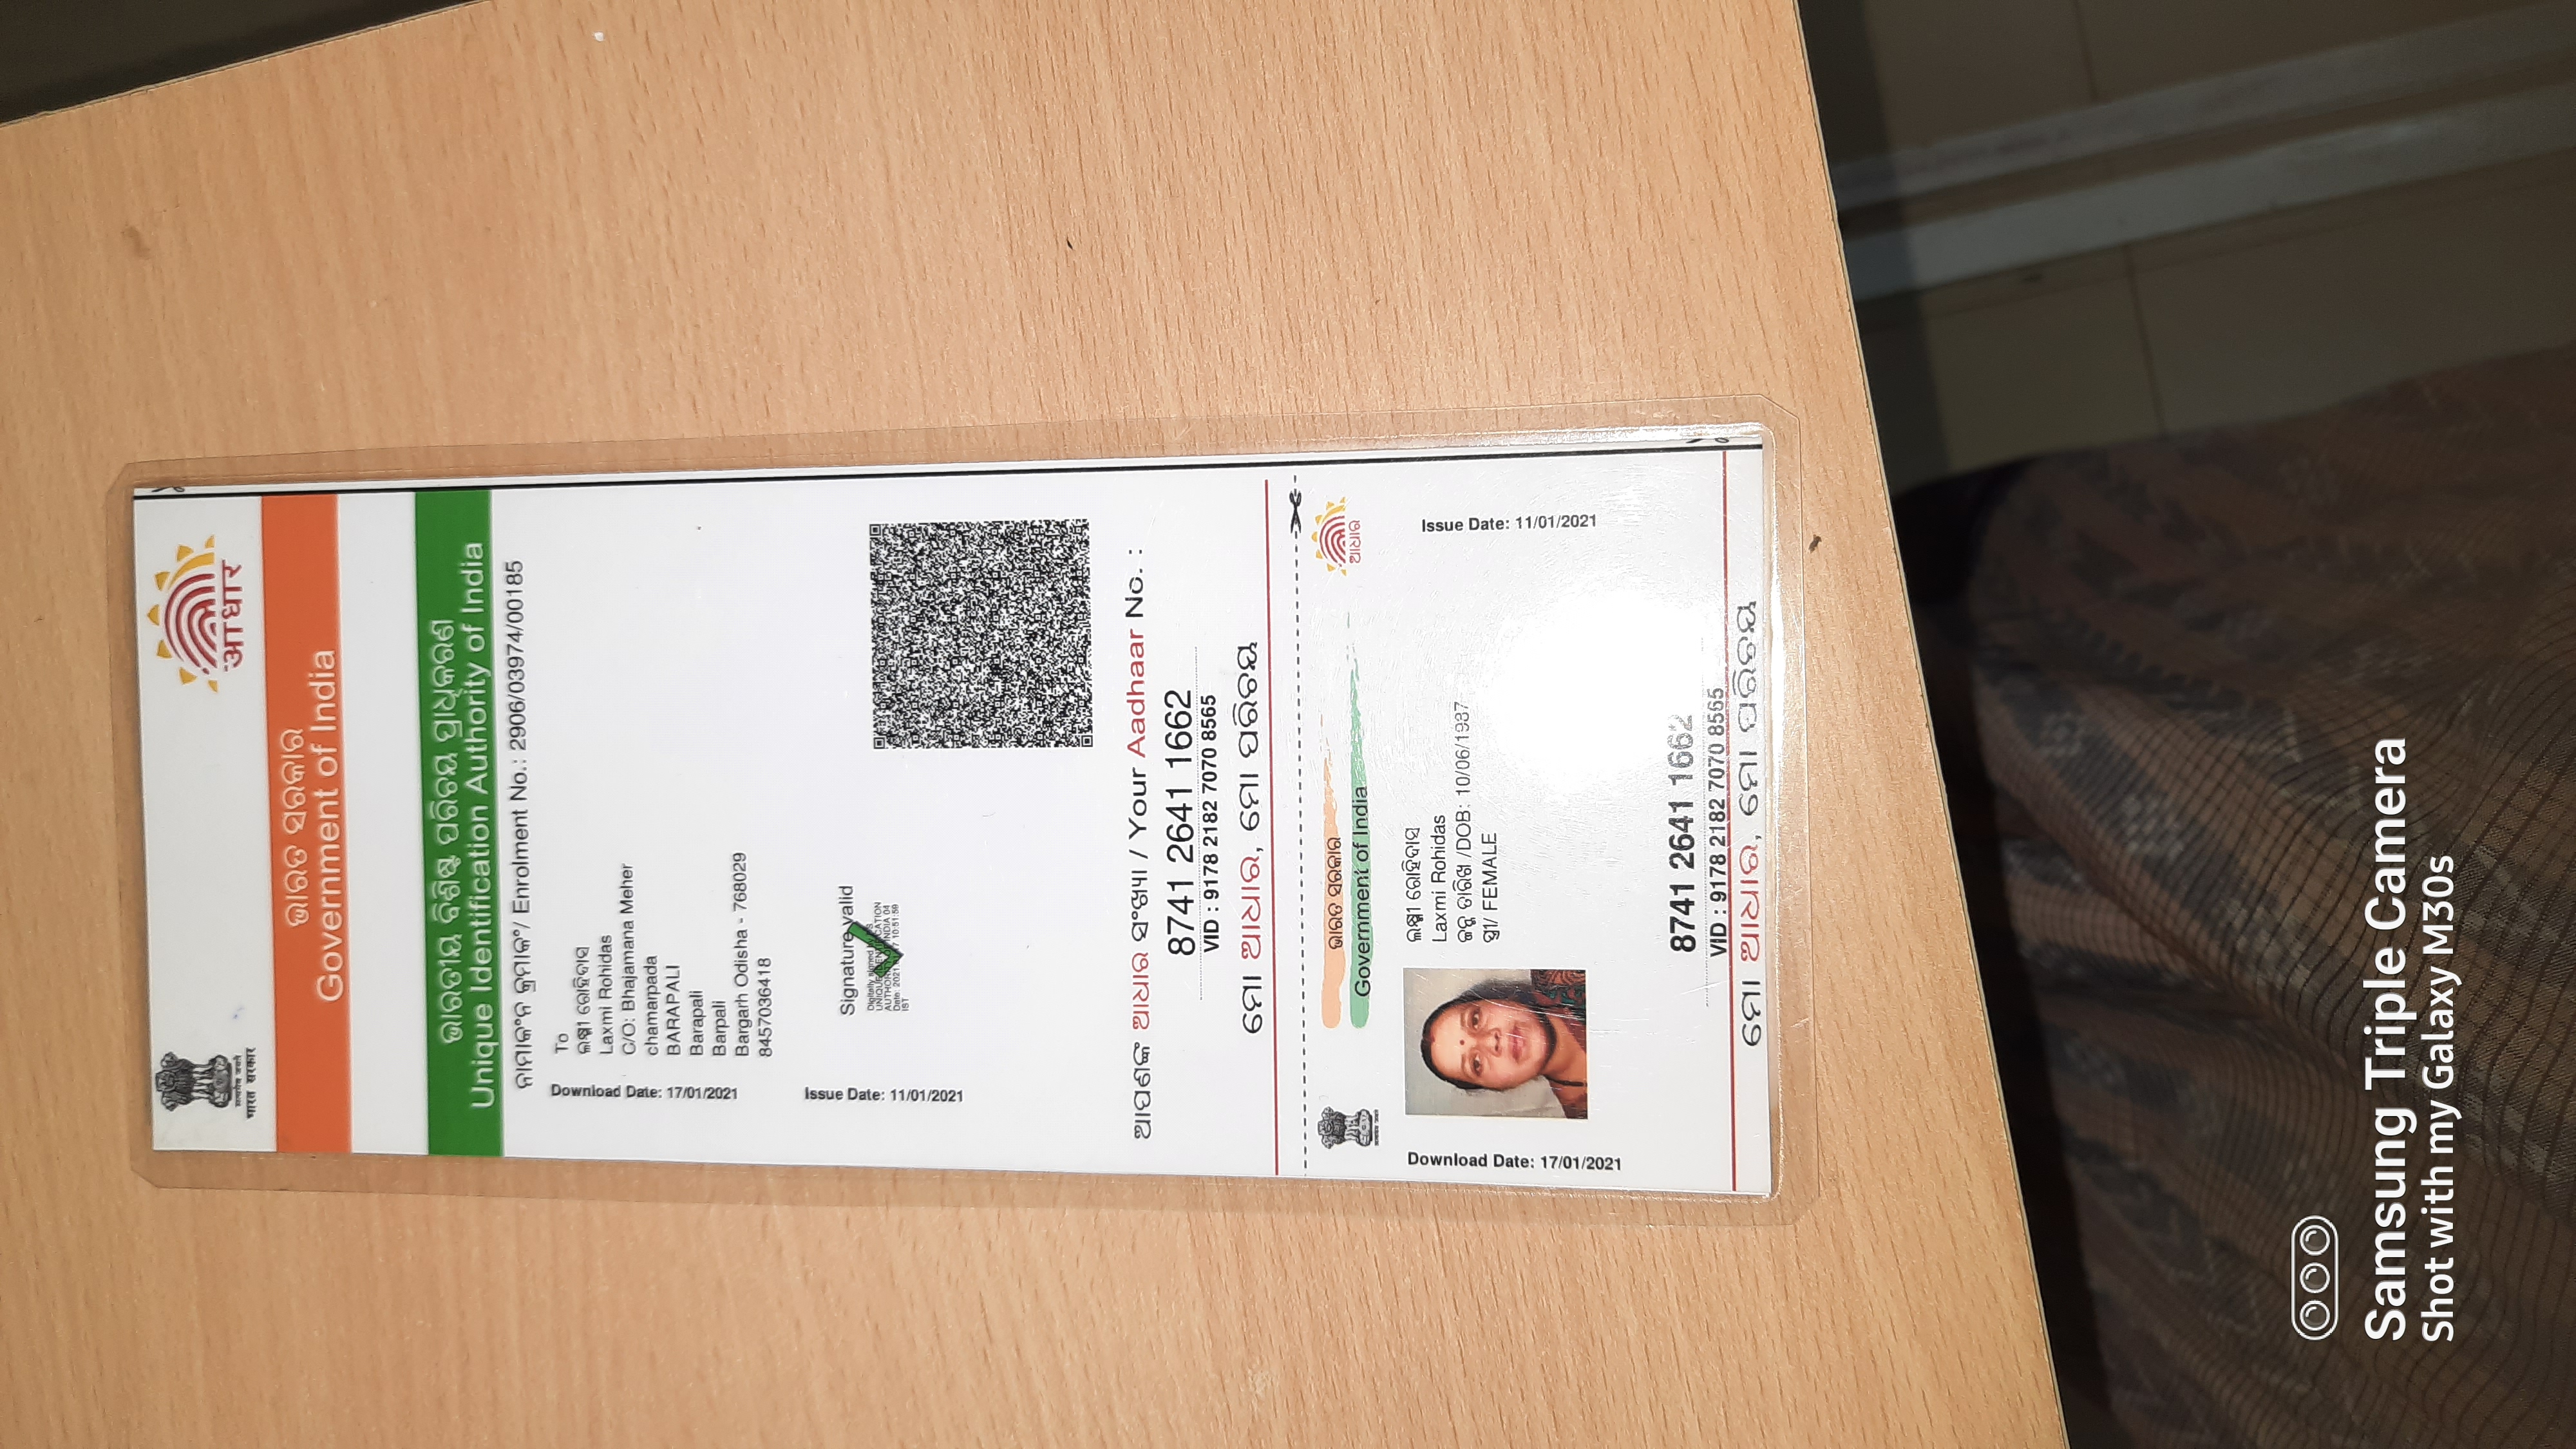 सत्यमेव जयते
भारत सरकार
आधार
ଭାରତ ସରକାର
Government of India
ଭାରତୀୟ ବିଶିଷ୍ଟ ପରିଚୟ ପ୍ରାଧିକରଣ
Unique Identification Authority of India
ନାମାଙ୍କନ କ୍ରମାଙ୍କ/ Enrolment No.: 2906/03974/00185
Download Date: 17/01/2021
Issue Date: 11/01/2021
To
ଲକ୍ଷ୍ମୀ ରୋହିଦାସ
Laxmi Rohidas
C/O: Bhajamana Meher
chamarpada
BARAPALI
Barapali
Barpali
Bargarh Odisha - 768029
8457036418
Signature valid
Digitally signed by DS
UNIQUE IDENTIFICATION
AUTHORITY OF INDIA 04
Date: 2021.01.17 10:51:59
IST
ଆପଣଙ୍କ ଆଧାର ସଂଖ୍ୟା / Your Aadhaar No. :
8741 2641 1662
VID : 9178 2182 7070 8565
ମୋ ଆଧାର, ମୋ ପରିଚୟ
ଭାରତ ସରକାର
Government of India
ଆଧାର
Download Date: 17/01/2021
ଲକ୍ଷ୍ମୀ ରୋହିଦାସ
Laxmi Rohidas
ଜନ୍ମ ତାରିଖ /DOB: 10/06/1987
ସ୍ତ୍ରୀ/ FEMALE
Issue Date: 11/01/2021
8741 2641 1662
VID : 9178 2182 7070 8565
ମୋ ଆଧାର, ମୋ ପରିଚୟ
Samsung Triple Camera
Shot with my Galaxy M30s